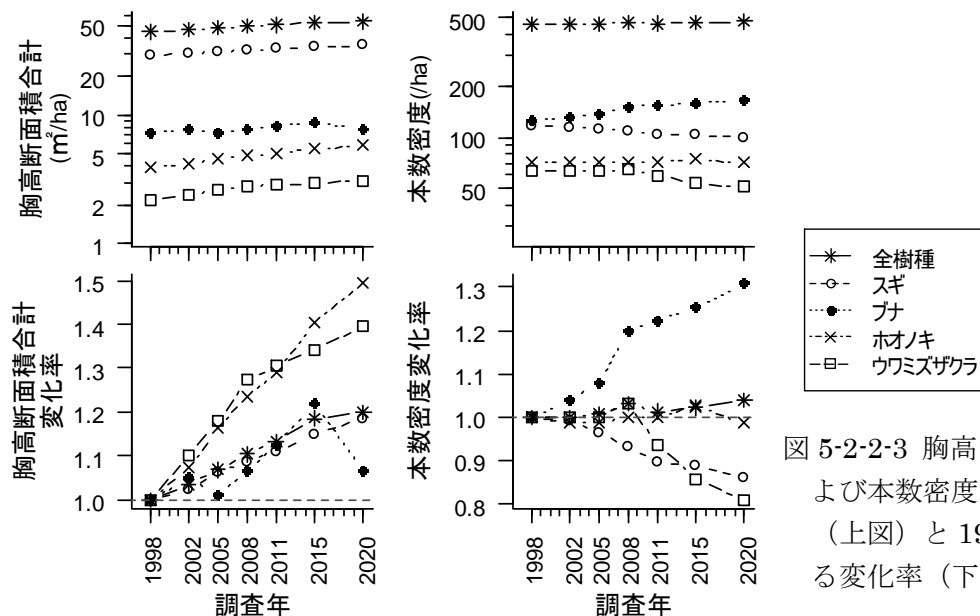 胸高断面積合計
(m²/ha)
50
20
10
5
2
1
本数密度(/ha)
500
200
100
50
胸高断面積合計
変化率
1.5
1.4
1.3
1.2
1.1
1.0
1998
2002
2005
2008
2011
2015
2020
調査年
本数密度変化率
1.3
1.2
1.1
1.0
0.9
0.8
1998
2002
2005
2008
2011
2015
2020
調査年
全樹種
スギ
ブナ
ホオノキ
ウワミズザクラ
図 5-2-2-3 胸高
よび本数密度
（上図）と 19
る変化率（下